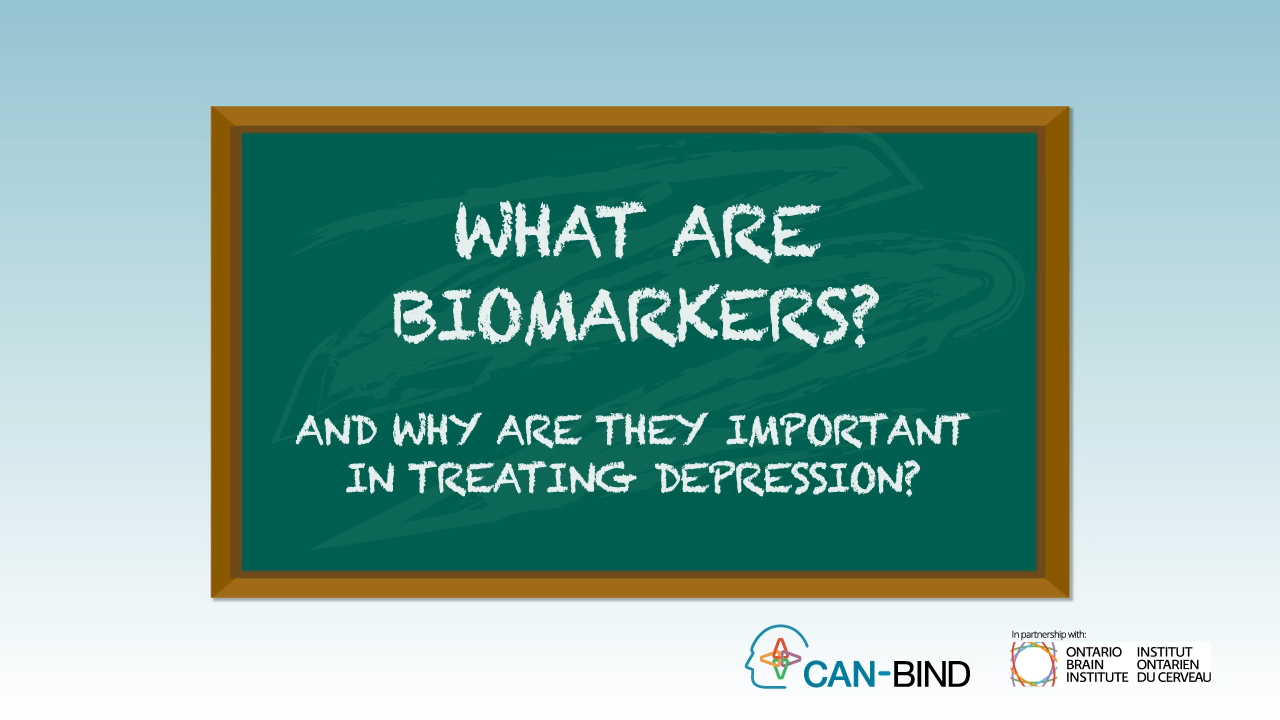 WHAT ARE
BIOMARKERS?
AND WHY ARE THEY IMPORTANT
IN TREATING DEPRESSION?
CAN-BIND
In partnership with:
ONTARIO
BRAIN
INSTITUTE
INSTITUT
ONTARIEN
DU CERVEAU